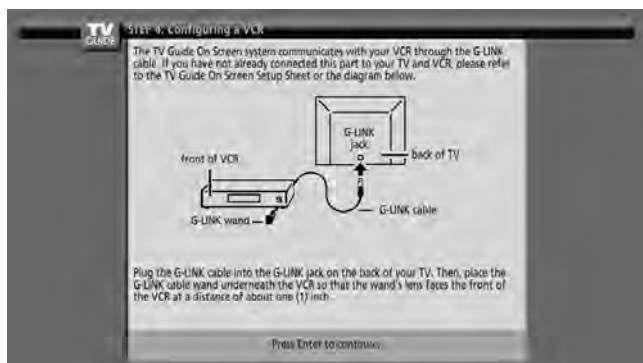 TV
GUIDE
STEP 4. Configuring a VCR
The TV Guide On Screen system communicates with your VCR through the G-LINK
cable. If you have not already connected this part to your TV and VCR, please refer
to the TV Guide On Screen Setup Sheet or the diagram below.
G-LINK
jack
front of VCR
back of TV
G-LINK wand
G-LINK cable
Plug the G-LINK cable into the G-LINK jack on the back of your TV. Then, place the
G-LINK cable wand underneath the VCR so that the wand's lens faces the front of
the VCR at a distance of about one (1) inch.
Press Enter to continue.